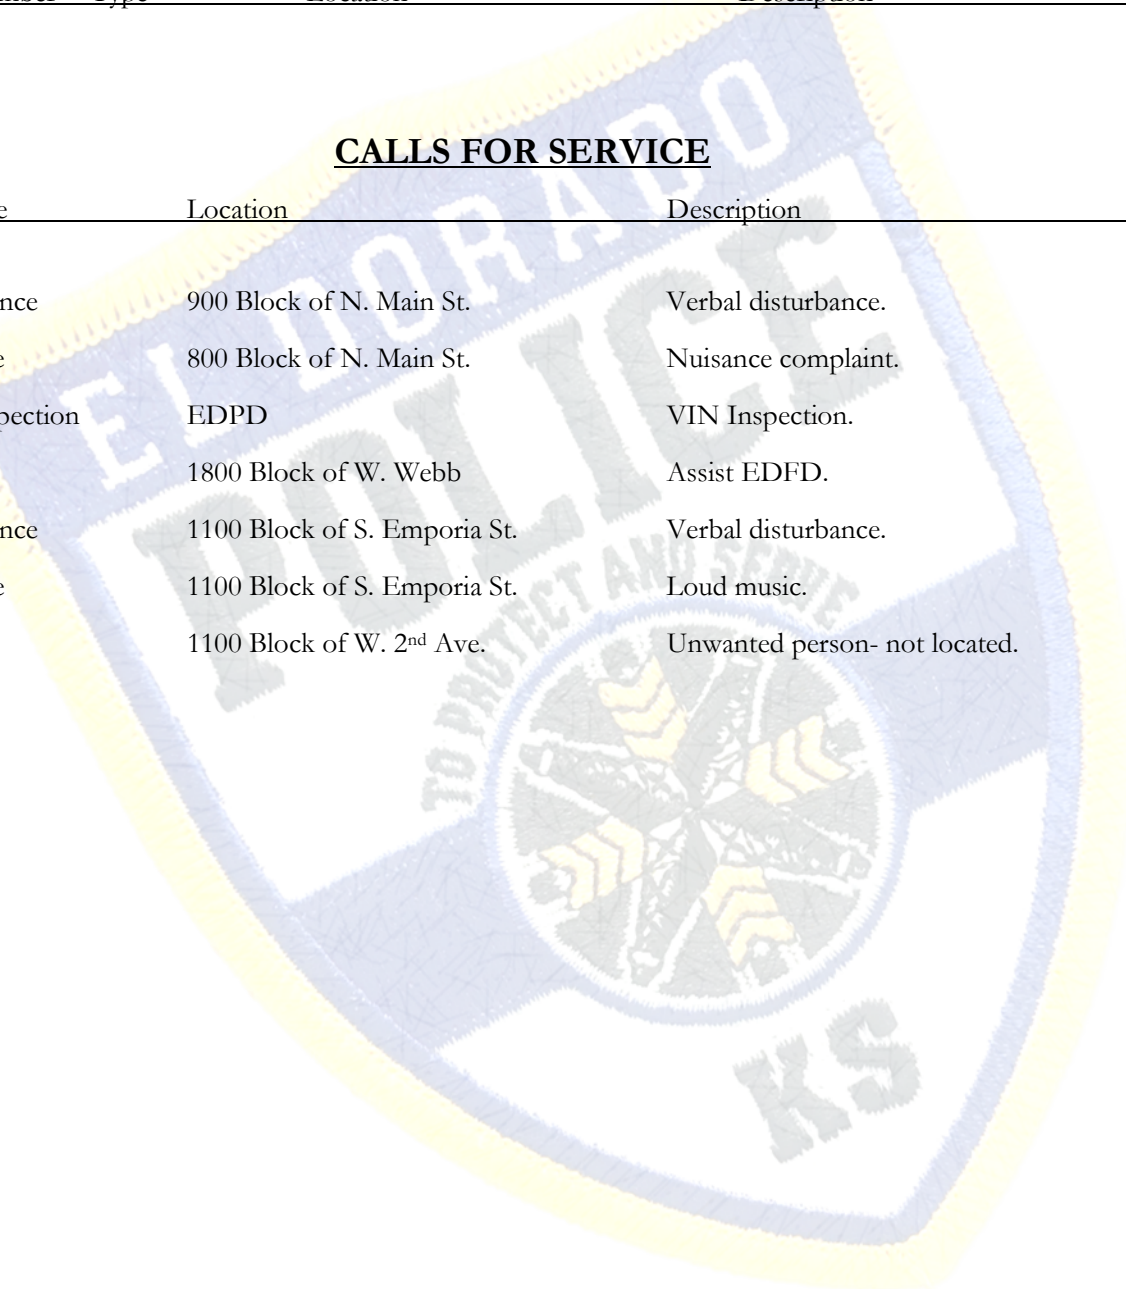 Type Location Description
CALLS FOR SERVICE
Location Description
900 Block of N. Main St. Verbal disturbance.
800 Block of N. Main St. Nuisance complaint.
EDPD VIN Inspection.
1800 Block of W. Webb Assist EDFD.
1100 Block of S. Emporia St. Verbal disturbance.
1100 Block of S. Emporia St. Loud music.
1100 Block of W. 2nd Ave. Unwanted person- not located.
EL DORADO
POLICE
TO PROTECT AND SERVE
KS